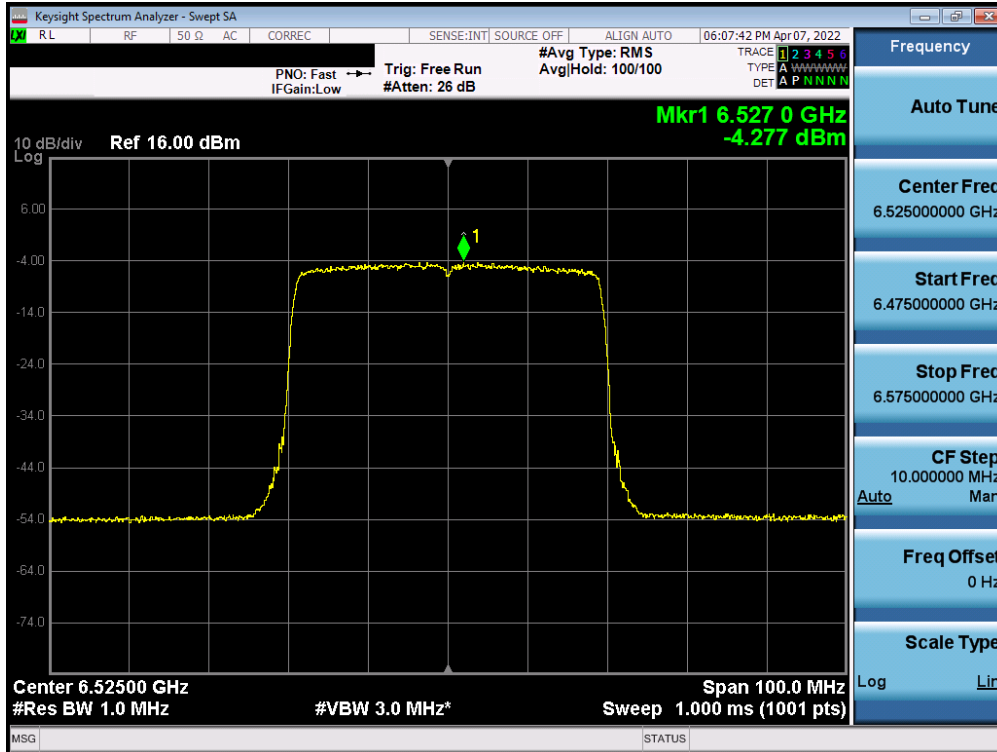 Keysight Spectrum Analyzer - Swept SA
LXI RL RF 50 Ω AC CORREC SENSE:INT SOURCE OFF ALIGN AUTO 06:07:42 PM Apr 07, 2022
PNO: Fast Trig: Free Run #Avg Type: RMS TRACE 1 2 3 4 5 6
IFGain:Low #Atten: 26 dB Avg|Hold: 100/100 TYPE A WWWWW
DET A P N N N N
Mkr1 6.527 0 GHz
-4.277 dBm
10 dB/div Ref 16.00 dBm
Log
1
6.00
-4.00
-14.0
-24.0
-34.0
-44.0
-54.0
-64.0
-74.0
Center 6.52500 GHz Span 100.0 MHz
#Res BW 1.0 MHz #VBW 3.0 MHz* Sweep 1.000 ms (1001 pts)
MSG STATUS
Frequency
Auto Tune
Center Freq
6.525000000 GHz
Start Freq
6.475000000 GHz
Stop Freq
6.575000000 GHz
CF Step
10.000000 MHz
Auto Man
Freq Offset
0 Hz
Scale Type
Log Lin